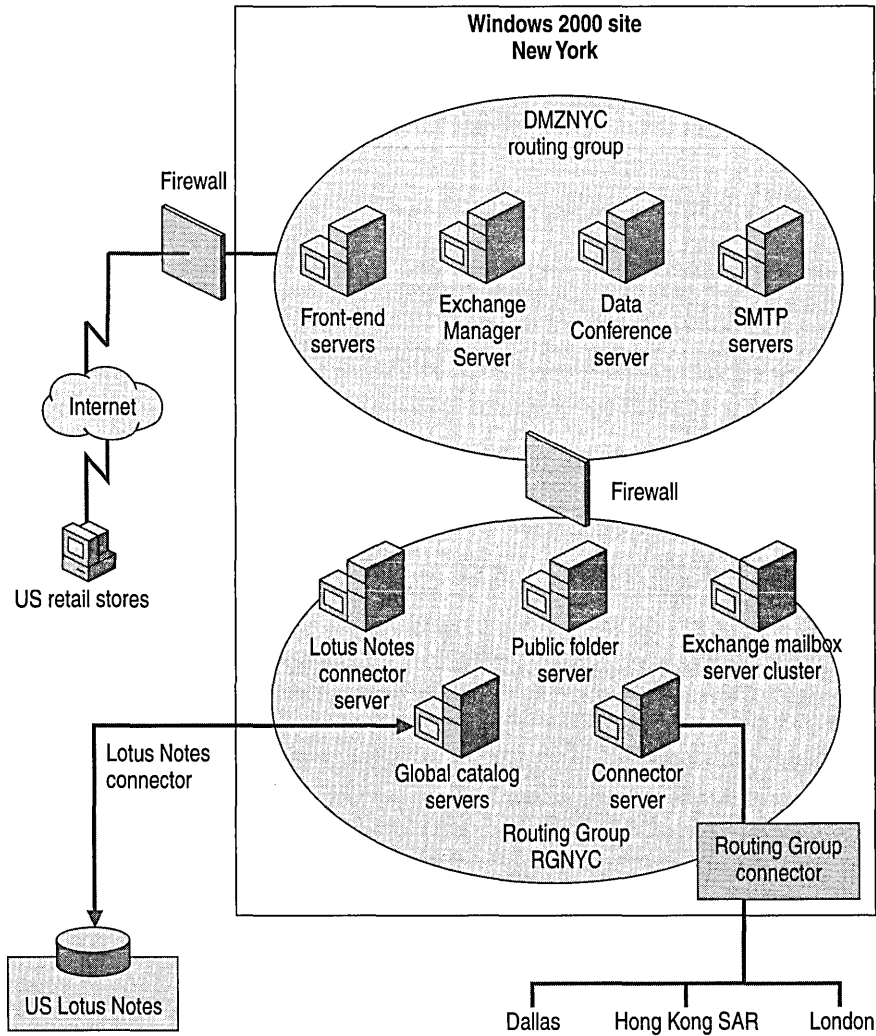 Windows 2000 site
New York
DMZNYC
routing group
Firewall
Front-end
servers
Exchange
Manager
Server
Data
Conference
server
SMTP
servers
Internet
Firewall
US retail stores
Lotus Notes
connector
server
Public folder
server
Exchange mailbox
server cluster
Lotus Notes
connector
Global catalog
servers
Connector
server
Routing Group
RGNYC
Routing Group
connector
US Lotus Notes
Dallas
Hong Kong SAR
London